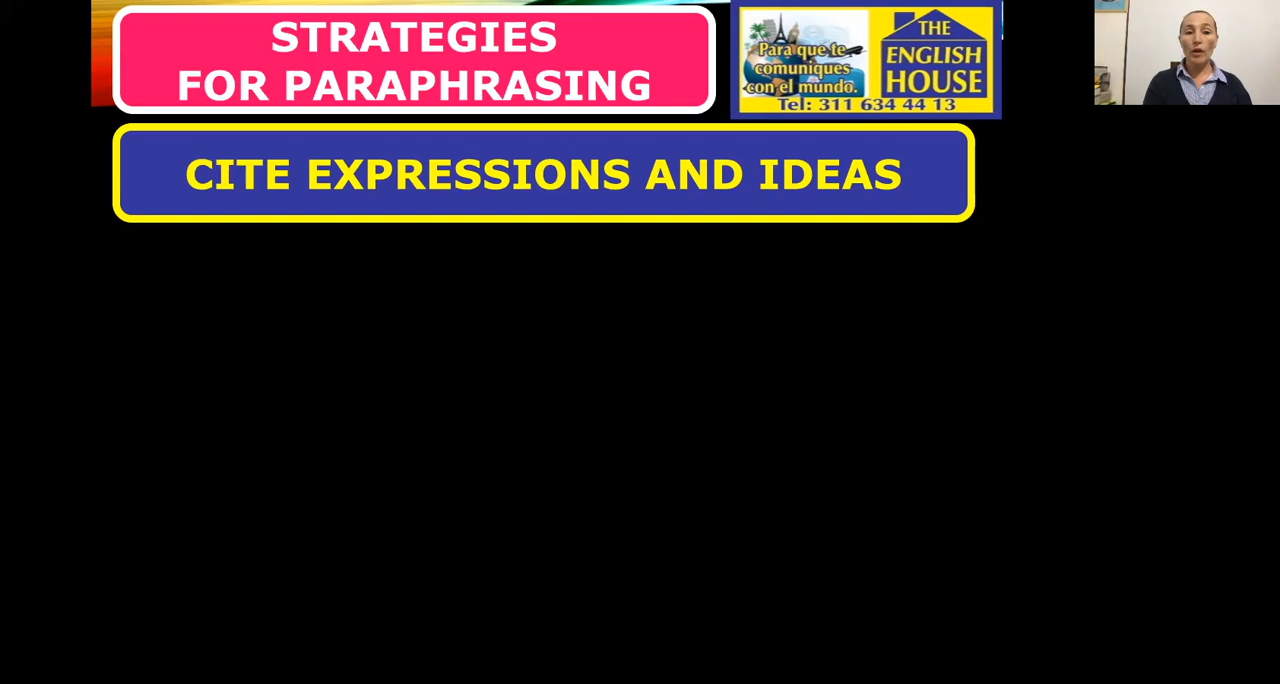 STRATEGIES
FOR PARAPHRASING
Para que te
comuniques
con el mundo.
THE
ENGLISH
HOUSE
Tel: 311 634 44 13
CITE EXPRESSIONS AND IDEAS